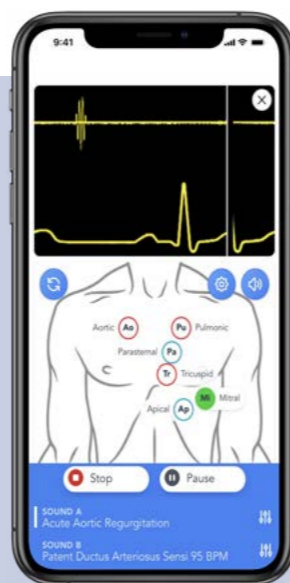 9:41
Aortic Ao
Pu Pulmonic
Parasternal Pa
Tr Tricuspid
Mi Mitral
Apical Ap
Stop
Pause
SOUND A
Acute Aortic Regurgitation
SOUND B
Patent Ductus Arteriosus Sensi 95 BPM